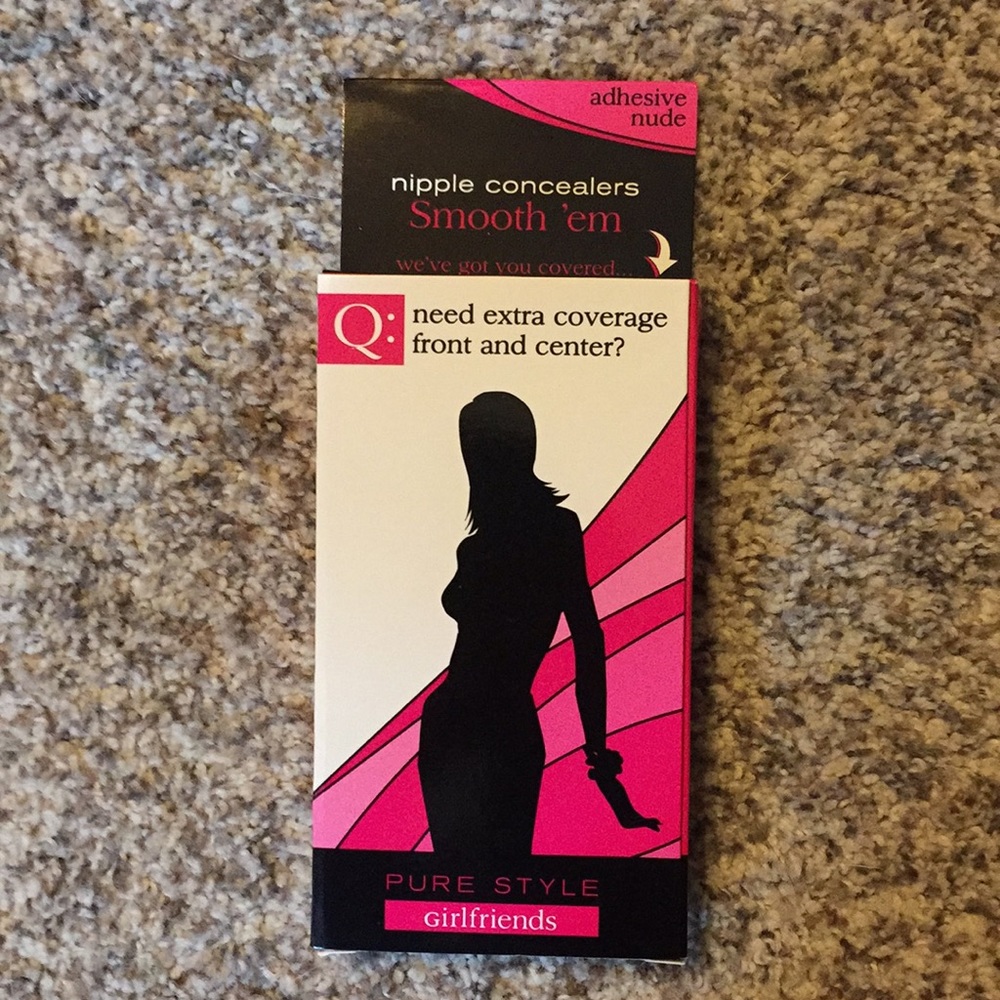 adhesive
nude
nipple concealers
Smooth 'em
we've got you covered...
Q: need extra coverage
front and center?
PURE STYLE
Girlfriends